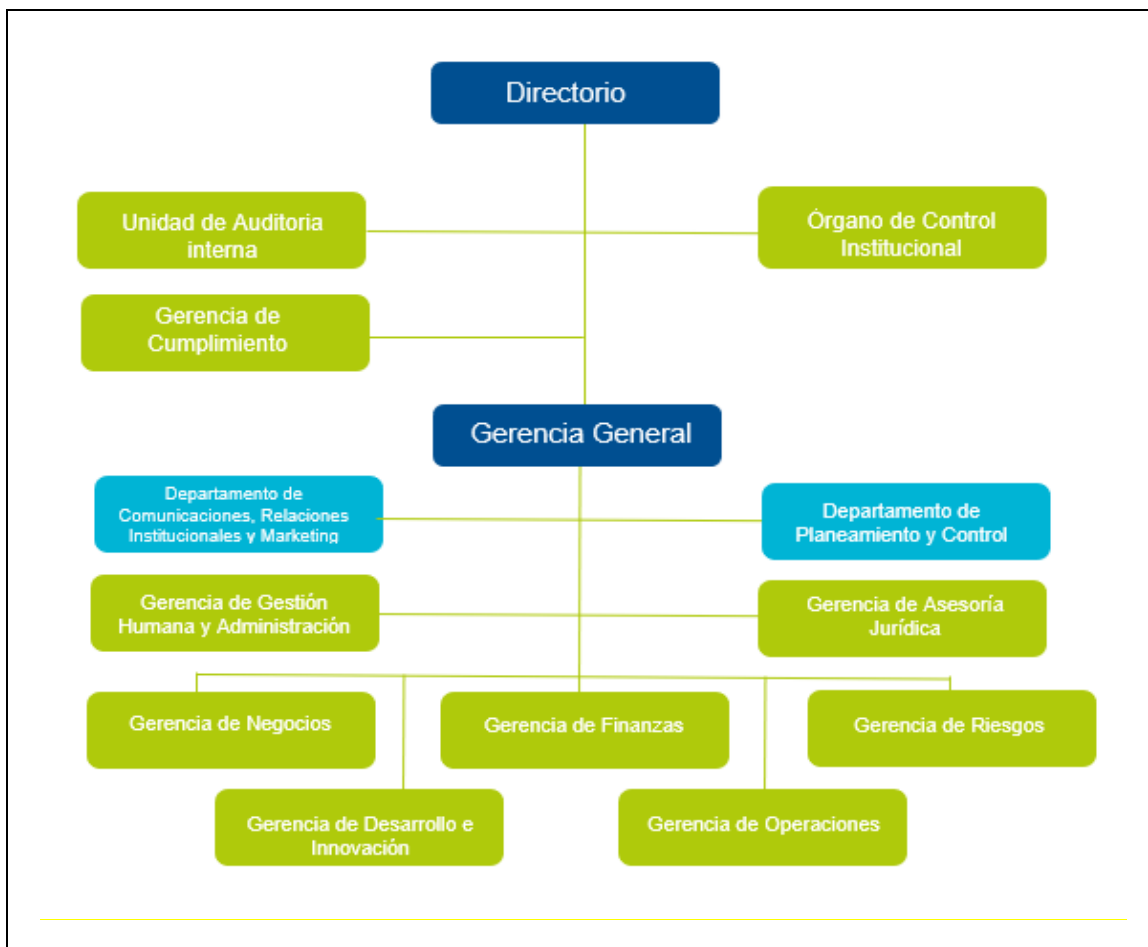 Directorio
Unidad de Auditoria
interna
Órgano de Control
Institucional
Gerencia de
Cumplimiento
Gerencia General
Departamento de
Comunicaciones, Relaciones
Institucionales y Marketing
Departamento de
Planeamiento y Control
Gerencia de Gestión
Humana y Administración
Gerencia de Asesoría
Jurídica
Gerencia de Negocios
Gerencia de Finanzas
Gerencia de Riesgos
Gerencia de Desarrollo e
Innovación
Gerencia de Operaciones